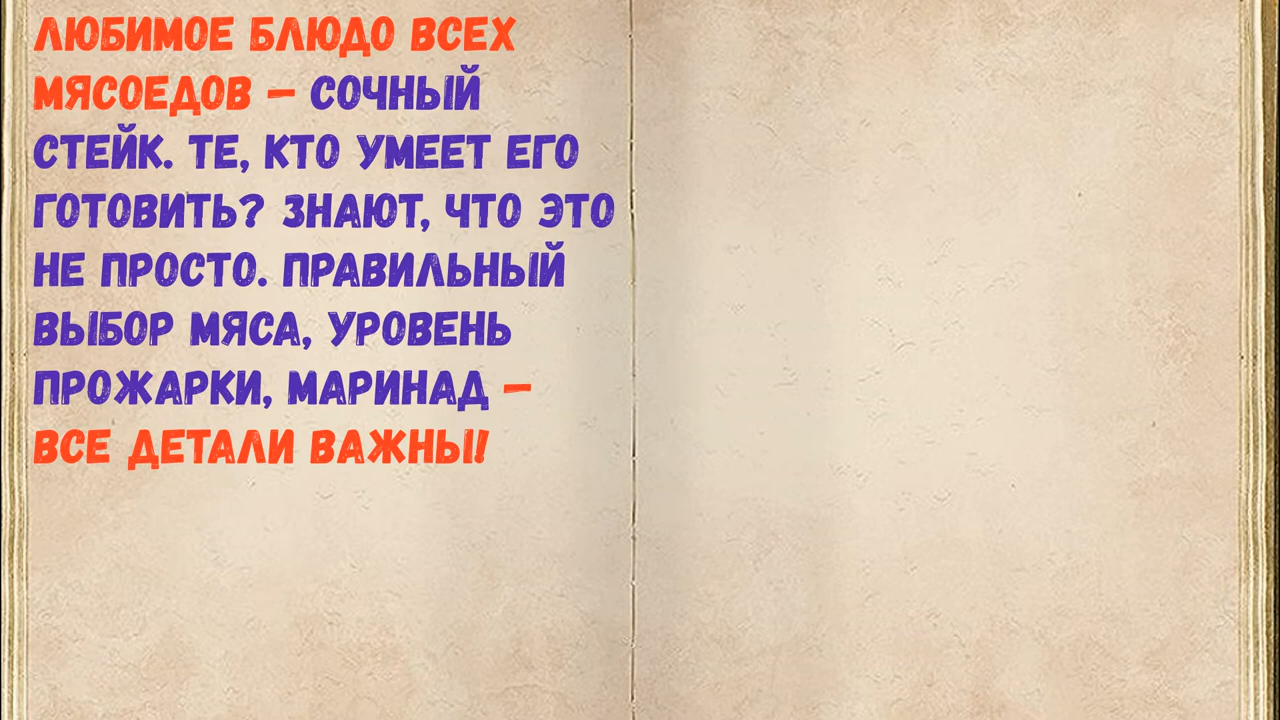 ЛЮБИМОЕ БЛЮДО ВСЕХ
МЯСОЕДОВ – СОЧНЫЙ
СТЕЙК. ТЕ, КТО УМЕЕТ ЕГО
ГОТОВИТЬ? ЗНАЮТ, ЧТО ЭТО
НЕ ПРОСТО. ПРАВИЛЬНЫЙ
ВЫБОР МЯСА, УРОВЕНЬ
ПРОЖАРКИ, МАРИНАД –
ВСЕ ДЕТАЛИ ВАЖНЫ!